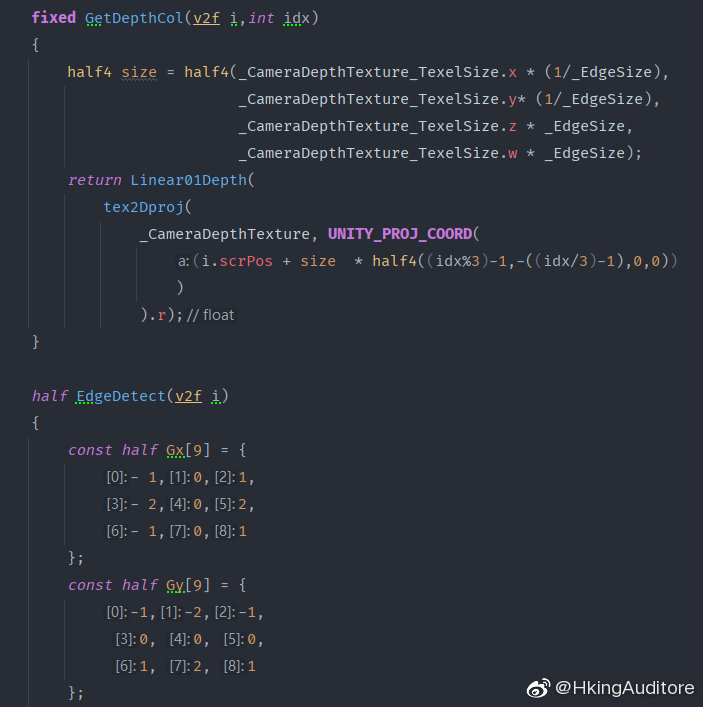 fixed GetDepthCol(v2f i,int idx)
{
half4 size = half4(_CameraDepthTexture_TexelSize.x * (1/_EdgeSize),
_CameraDepthTexture_TexelSize.y* (1/_EdgeSize),
_CameraDepthTexture_TexelSize.z * _EdgeSize,
_CameraDepthTexture_TexelSize.w * _EdgeSize);
return Linear01Depth(
tex2Dproj(
_CameraDepthTexture, UNITY_PROJ_COORD(
a:(i.scrPos + size  * half4((idx%3)-1,-((idx/3)-1),0,0))
)
).r);// float
}
half EdgeDetect(v2f i)
{
const half Gx[9] = {
[0]:- 1,[1]:0,[2]:1,
[3]:- 2,[4]:0,[5]:2,
[6]:- 1,[7]:0,[8]:1
};
const half Gy[9] = {
[0]:-1,[1]:-2,[2]:-1,
[3]:0, [4]:0, [5]:0,
[6]:1, [7]:2, [8]:1
};
@HkingAuditore